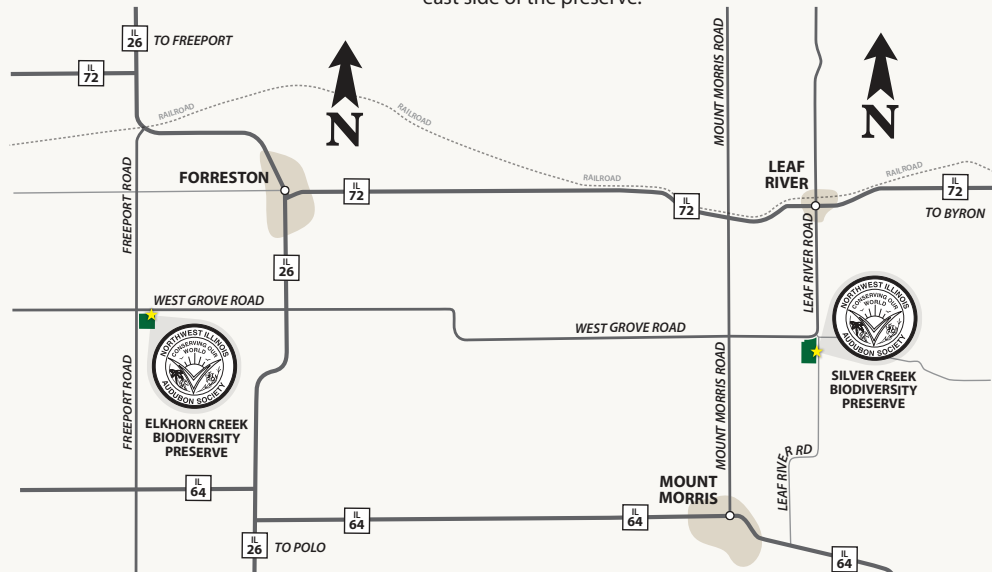 east side of the preserve.
IL
26
TO FREEPORT
IL
72
RAILROAD
RAILROAD
MOUNT MORRIS ROAD
N
N
FREEPORT ROAD
FORRESTON
IL
72
RAILROAD
IL
72
LEAF
RIVER
RAILROAD
IL
72
TO BYRON
IL
26
LEAF RIVER ROAD
WEST GROVE ROAD
WEST GROVE ROAD
NORTHWEST ILLINOIS
CONSERVING OUR
WORLD
AUDUBON SOCIETY
SILVER CREEK
BIODIVERSITY
PRESERVE
NORTHWEST ILLINOIS
CONSERVING OUR
WORLD
AUDUBON SOCIETY
ELKHORN CREEK
BIODIVERSITY
PRESERVE
FREEPORT ROAD
MOUNT MORRIS ROAD
LEAF RIVER RD
IL
64
MOUNT
MORRIS
IL
64
IL
64
IL
26
TO POLO
IL
64